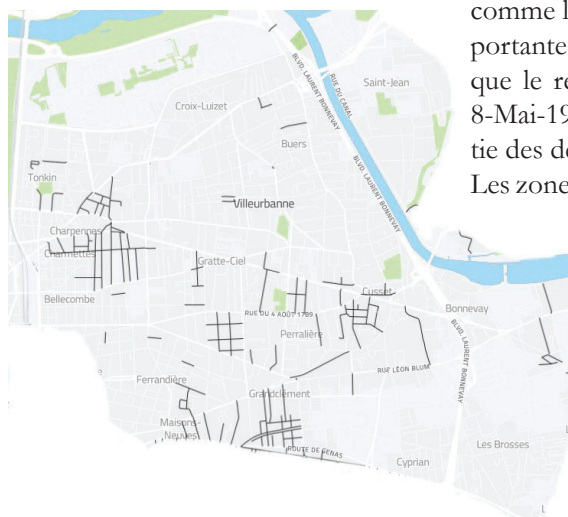 comme l
portante
que le re
8-Mai-19
tie des de
Les zone
BLVD. LAURENT BONNEVAY
RUE DU CANAL
Saint-Jean
Croix-Luizet
Buers
BLVD. LAURENT BONNEVAY
Tonkin
Villeurbanne
Charpennes
Charmettes
Gratte-Ciel
Bellecombe
Cusset
Bonnevay
RUE DU 4 AOÛT 1789
Perralière
BLVD. LAURENT BONNEVAY
RUE LÉON BLUM
Ferrandière
Grandclément
Maisons-
Neuves
ROUTE DE GENAS
Les Brosses
Cyprian